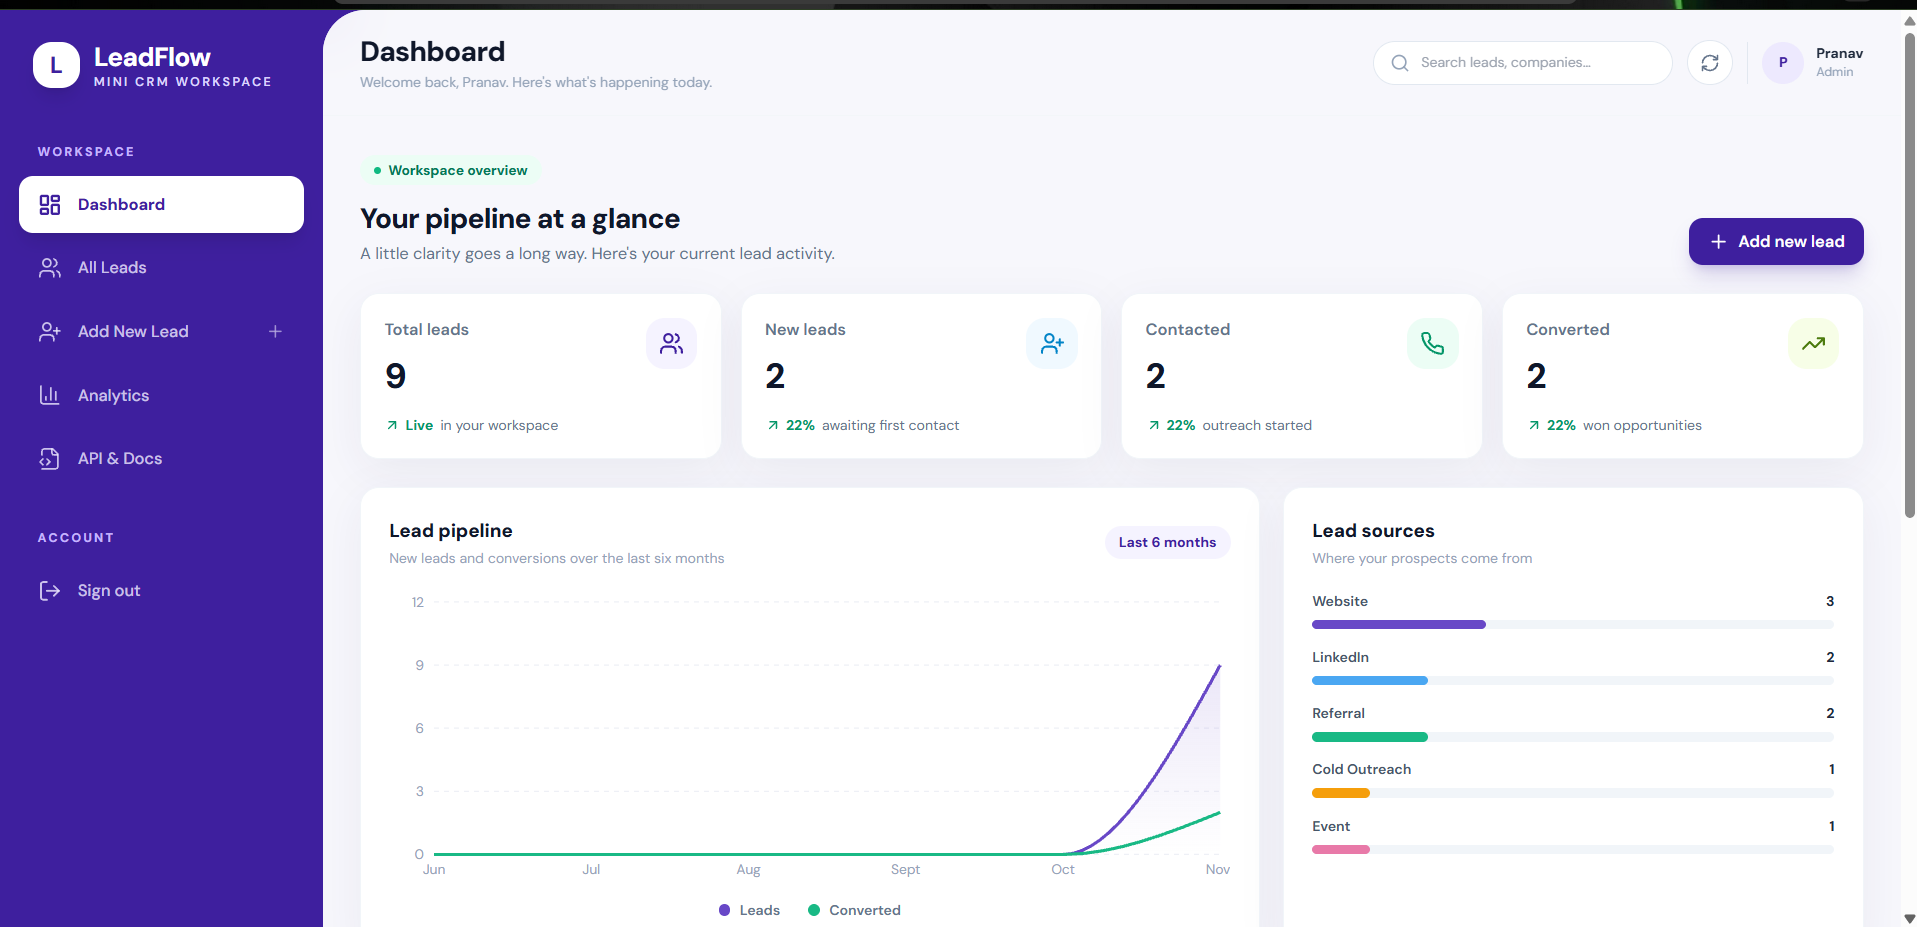 L
LeadFlow
MINI CRM WORKSPACE
WORKSPACE
Dashboard
All Leads
Add New Lead
Analytics
API & Docs
ACCOUNT
Sign out
Dashboard
Welcome back, Pranav. Here's what's happening today.
Search leads, companies...
P
Pranav
Admin
Workspace overview
Your pipeline at a glance
A little clarity goes a long way. Here's your current lead activity.
+ Add new lead
Total leads
9
Live in your workspace
New leads
2
22% awaiting first contact
Contacted
2
22% outreach started
Converted
2
22% won opportunities
Lead pipeline
New leads and conversions over the last six months
Last 6 months
12
9
6
3
0
Jun Jul Aug Sept Oct Nov
Leads Converted
Lead sources
Where your prospects come from
Website 3
LinkedIn 2
Referral 2
Cold Outreach 1
Event 1